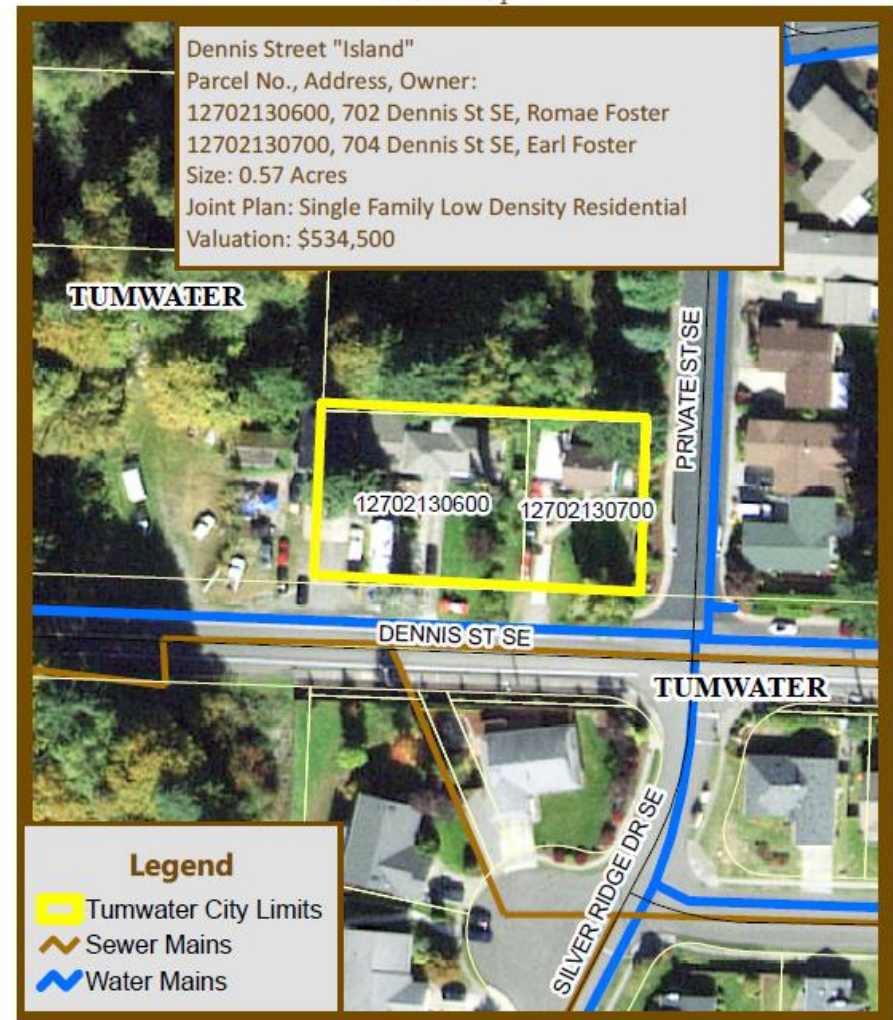 Dennis Street "Island"
Parcel No., Address, Owner:
12702130600, 702 Dennis St SE, Romae Foster
12702130700, 704 Dennis St SE, Earl Foster
Size: 0.57 Acres
Joint Plan: Single Family Low Density Residential
Valuation: $534,500
TUMWATER
PRIVATE ST SE
12702130600
12702130700
DENNIS ST SE
TUMWATER
SILVER RIDGE DR SE
Legend
Tumwater City Limits
Sewer Mains
Water Mains